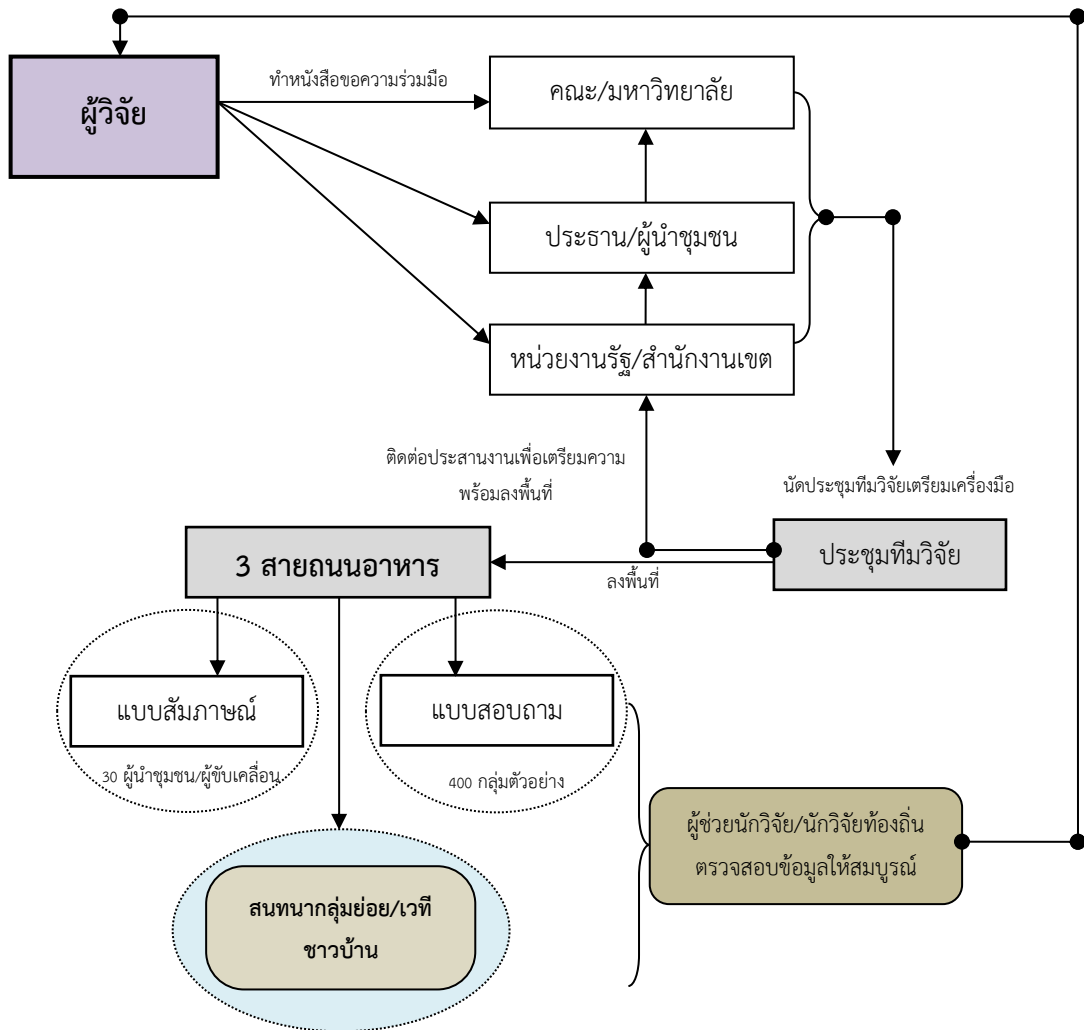 ผู้วิจัย
ทำหนังสือขอความร่วมมือ
คณะ/มหาวิทยาลัย
ประธาน/ผู้นำชุมชน
หน่วยงานรัฐ/สำนักงานเขต
ติดต่อประสานงานเพื่อเตรียมความ
พร้อมลงพื้นที่
นัดประชุมทีมวิจัยเตรียมเครื่องมือ
3 สายถนนอาหาร
ลงพื้นที่
ประชุมทีมวิจัย
แบบสัมภาษณ์
30 ผู้นำชุมชน/ผู้ขับเคลื่อน
แบบสอบถาม
400 กลุ่มตัวอย่าง
ผู้ช่วยนักวิจัย/นักวิจัยท้องถิ่น
ตรวจสอบข้อมูลให้สมบูรณ์
สนทนากลุ่มย่อย/เวที
ชาวบ้าน